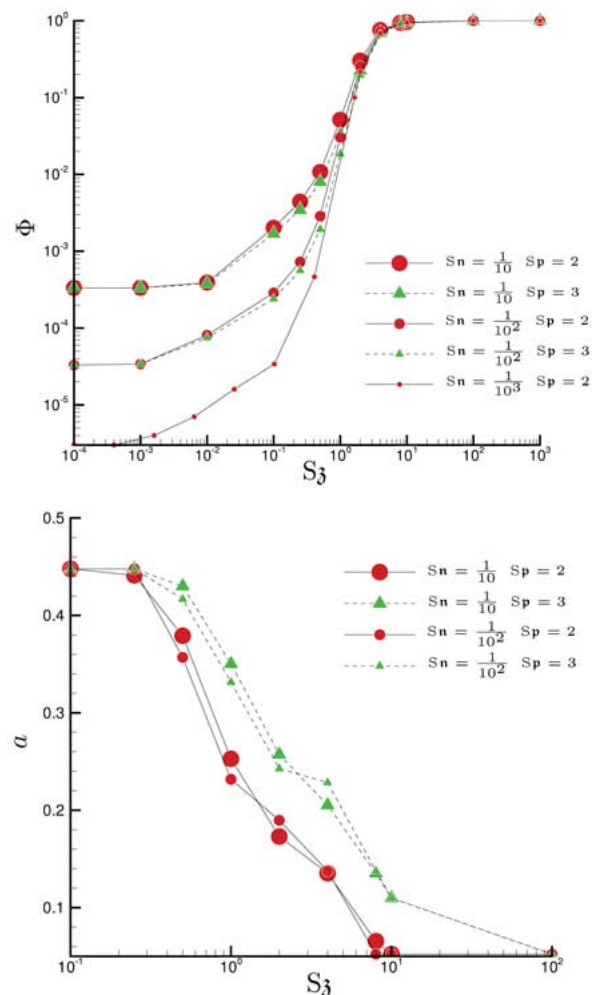 10⁰
10⁻¹
10⁻²
10⁻³
10⁻⁴
10⁻⁵
Φ
S𝔫 = 1/10 S𝔭 = 2
S𝔫 = 1/10 S𝔭 = 3
S𝔫 = 1/10² S𝔭 = 2
S𝔫 = 1/10² S𝔭 = 3
S𝔫 = 1/10³ S𝔭 = 2
10⁻⁴ 10⁻³ 10⁻² 10⁻¹ 10⁰ 10¹ 10² 10³
S𝔷
0.5
0.4
0.3
0.2
0.1
a
S𝔫 = 1/10 S𝔭 = 2
S𝔫 = 1/10 S𝔭 = 3
S𝔫 = 1/10² S𝔭 = 2
S𝔫 = 1/10² S𝔭 = 3
10⁻¹ 10⁰ 10¹ 10²
S𝔷